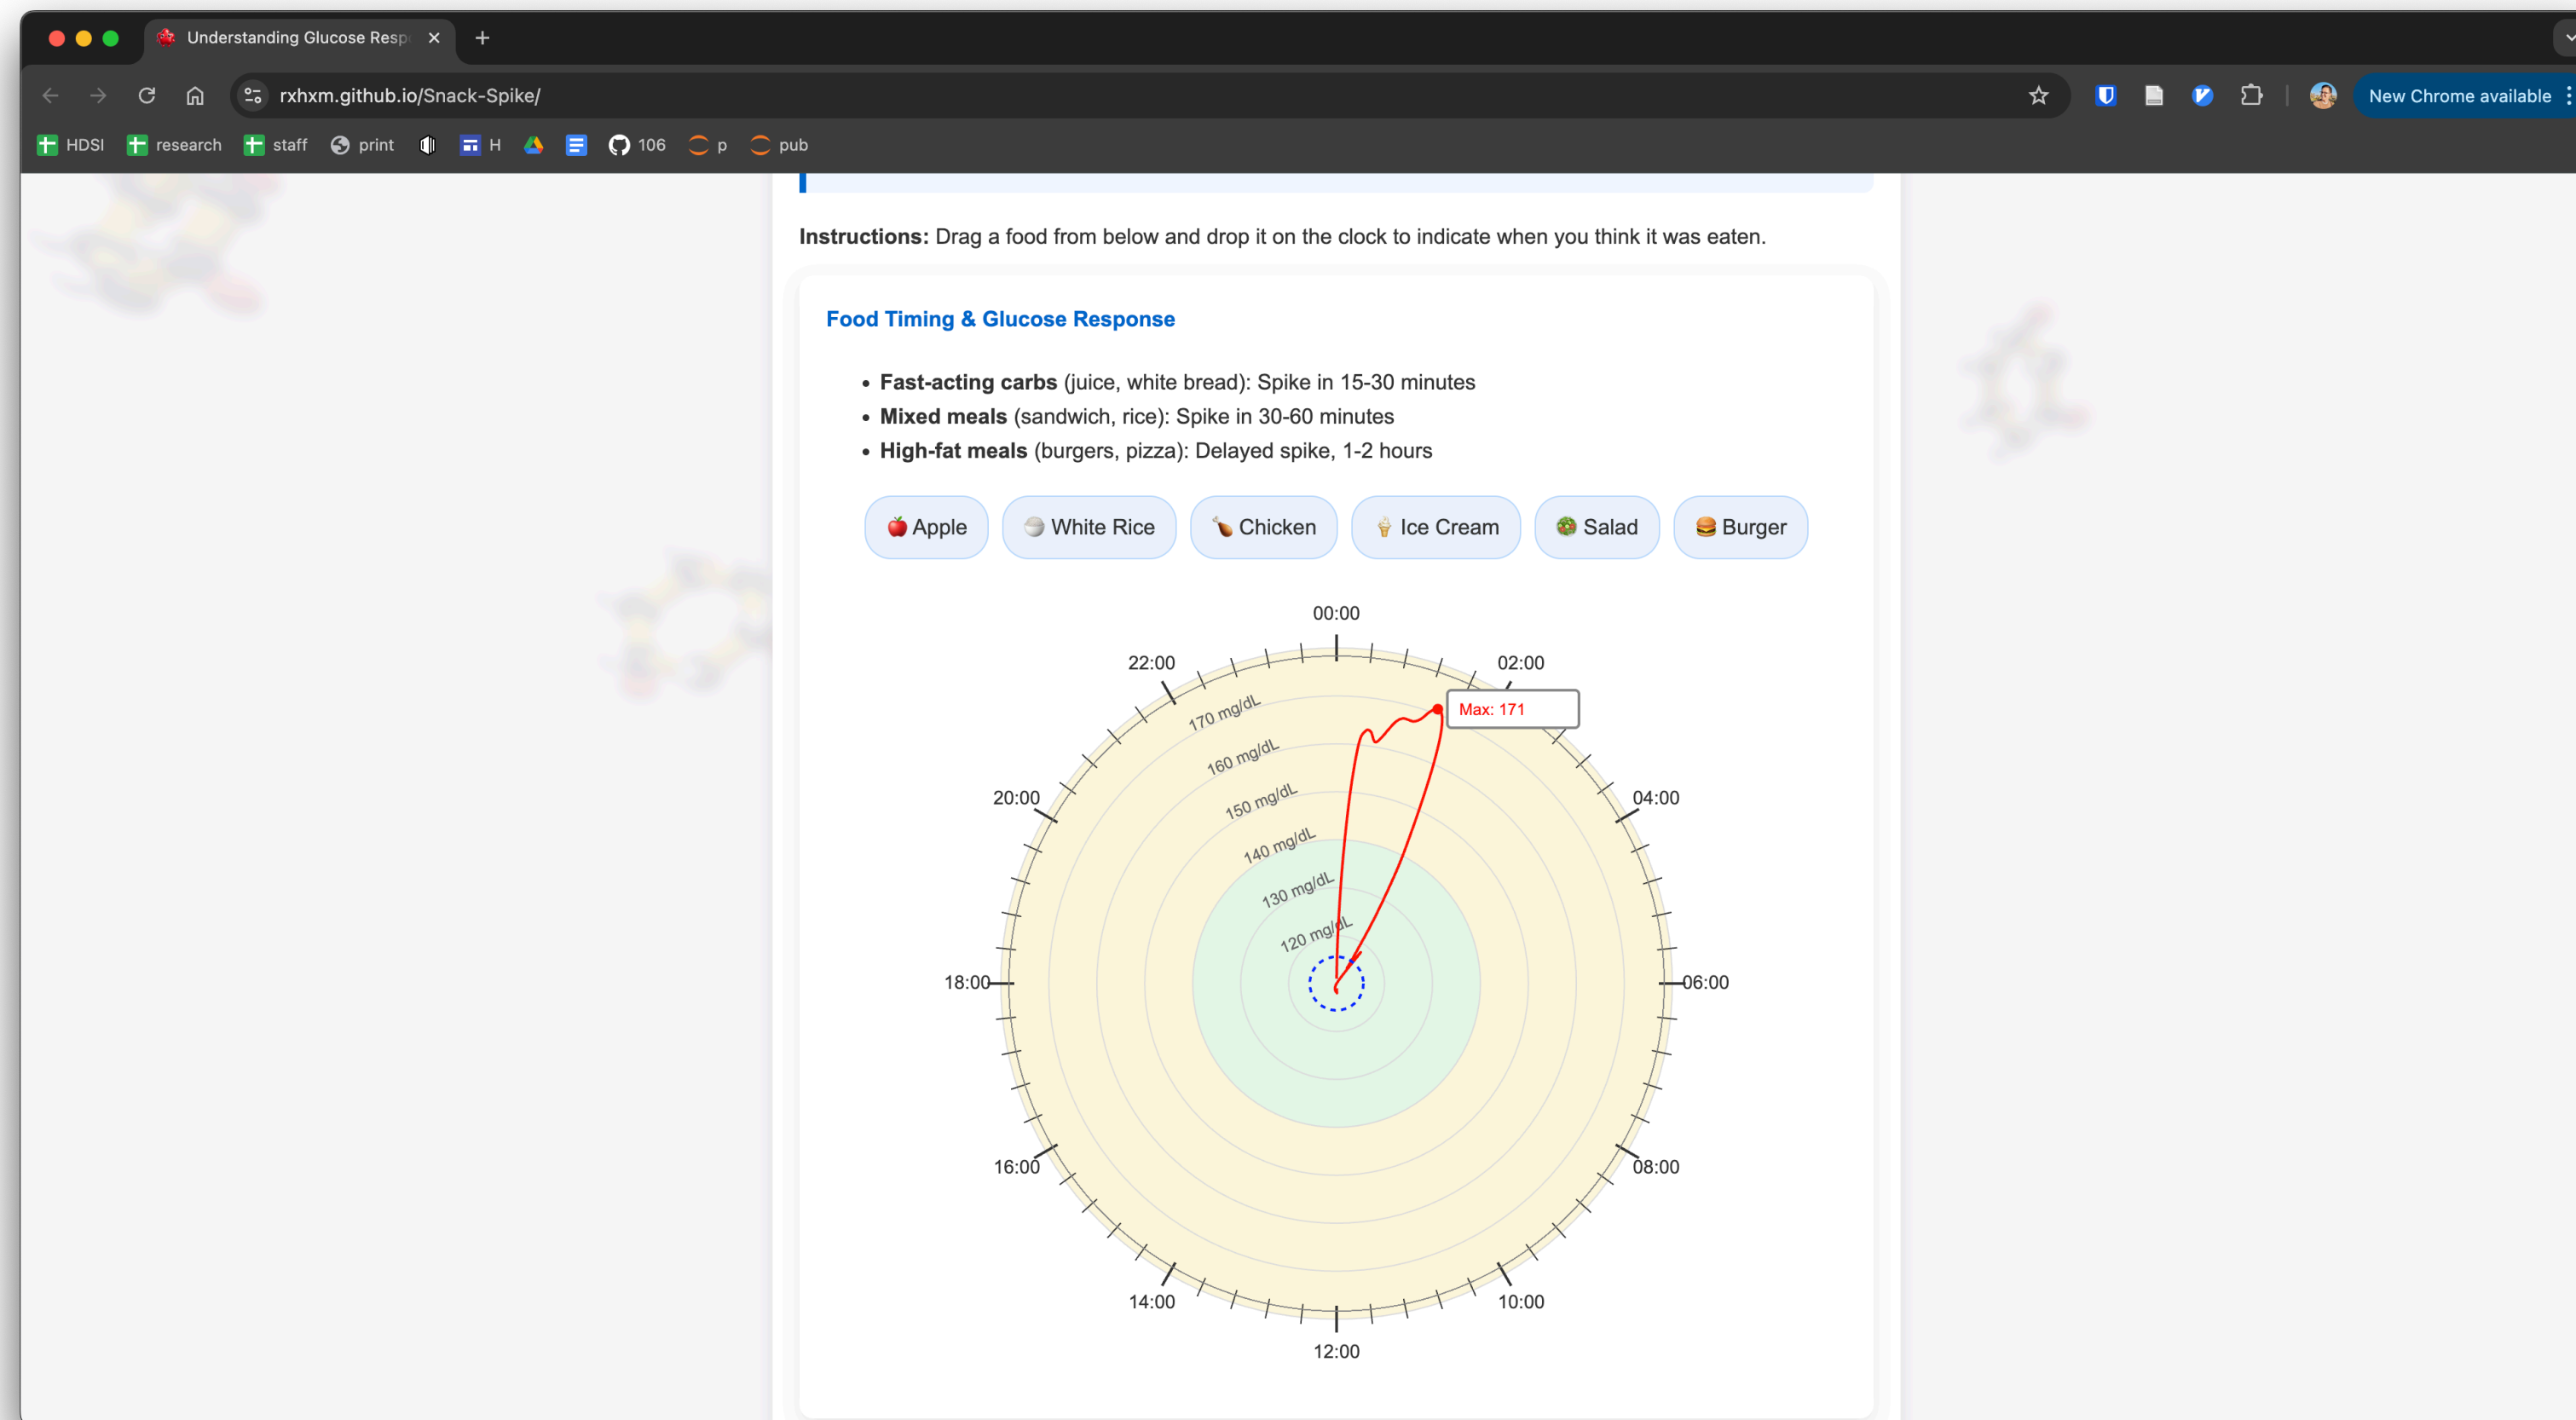 Understanding Glucose Resp
rxhxm.github.io/Snack-Spike/
New Chrome available
HDSI
research
staff
print
H
106
p
pub
Instructions: Drag a food from below and drop it on the clock to indicate when you think it was eaten.
Food Timing & Glucose Response
• Fast-acting carbs (juice, white bread): Spike in 15-30 minutes
• Mixed meals (sandwich, rice): Spike in 30-60 minutes
• High-fat meals (burgers, pizza): Delayed spike, 1-2 hours
Apple
White Rice
Chicken
Ice Cream
Salad
Burger
00:00
22:00
02:00
170 mg/dL
Max: 171
160 mg/dL
20:00
150 mg/dL
04:00
140 mg/dL
130 mg/dL
120 mg/dL
18:00
06:00
16:00
08:00
14:00
10:00
12:00